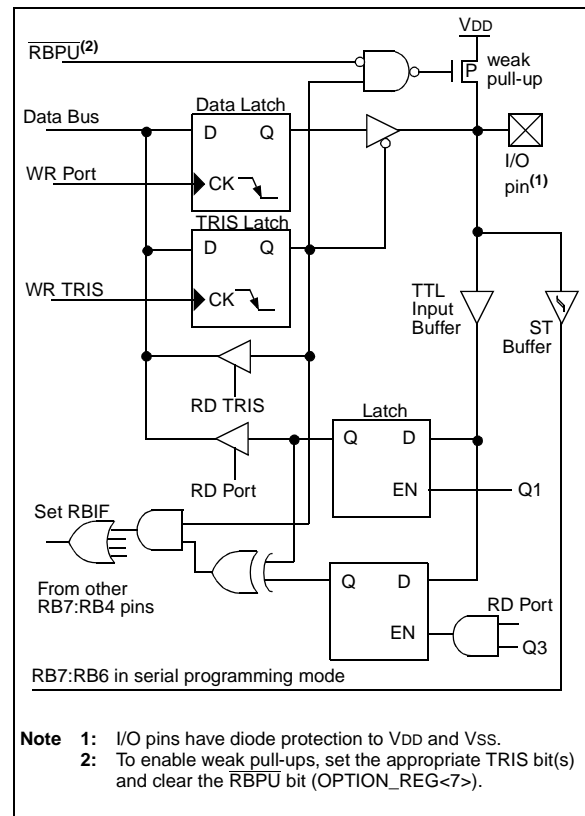 VDD
RBPU(2)
P
weak
pull-up
Data Latch
Data Bus
D
Q
I/O
pin(1)
WR Port
CK
TRIS Latch
D
Q
WR TRIS
CK
TTL
Input
Buffer
ST
Buffer
RD TRIS
Latch
Q
D
RD Port
EN
Q1
Set RBIF
From other
RB7:RB4 pins
Q
D
RD Port
EN
Q3
RB7:RB6 in serial programming mode
Note 1: I/O pins have diode protection to VDD and VSS.
2: To enable weak pull-ups, set the appropriate TRIS bit(s)
and clear the RBPU bit (OPTION_REG<7>).